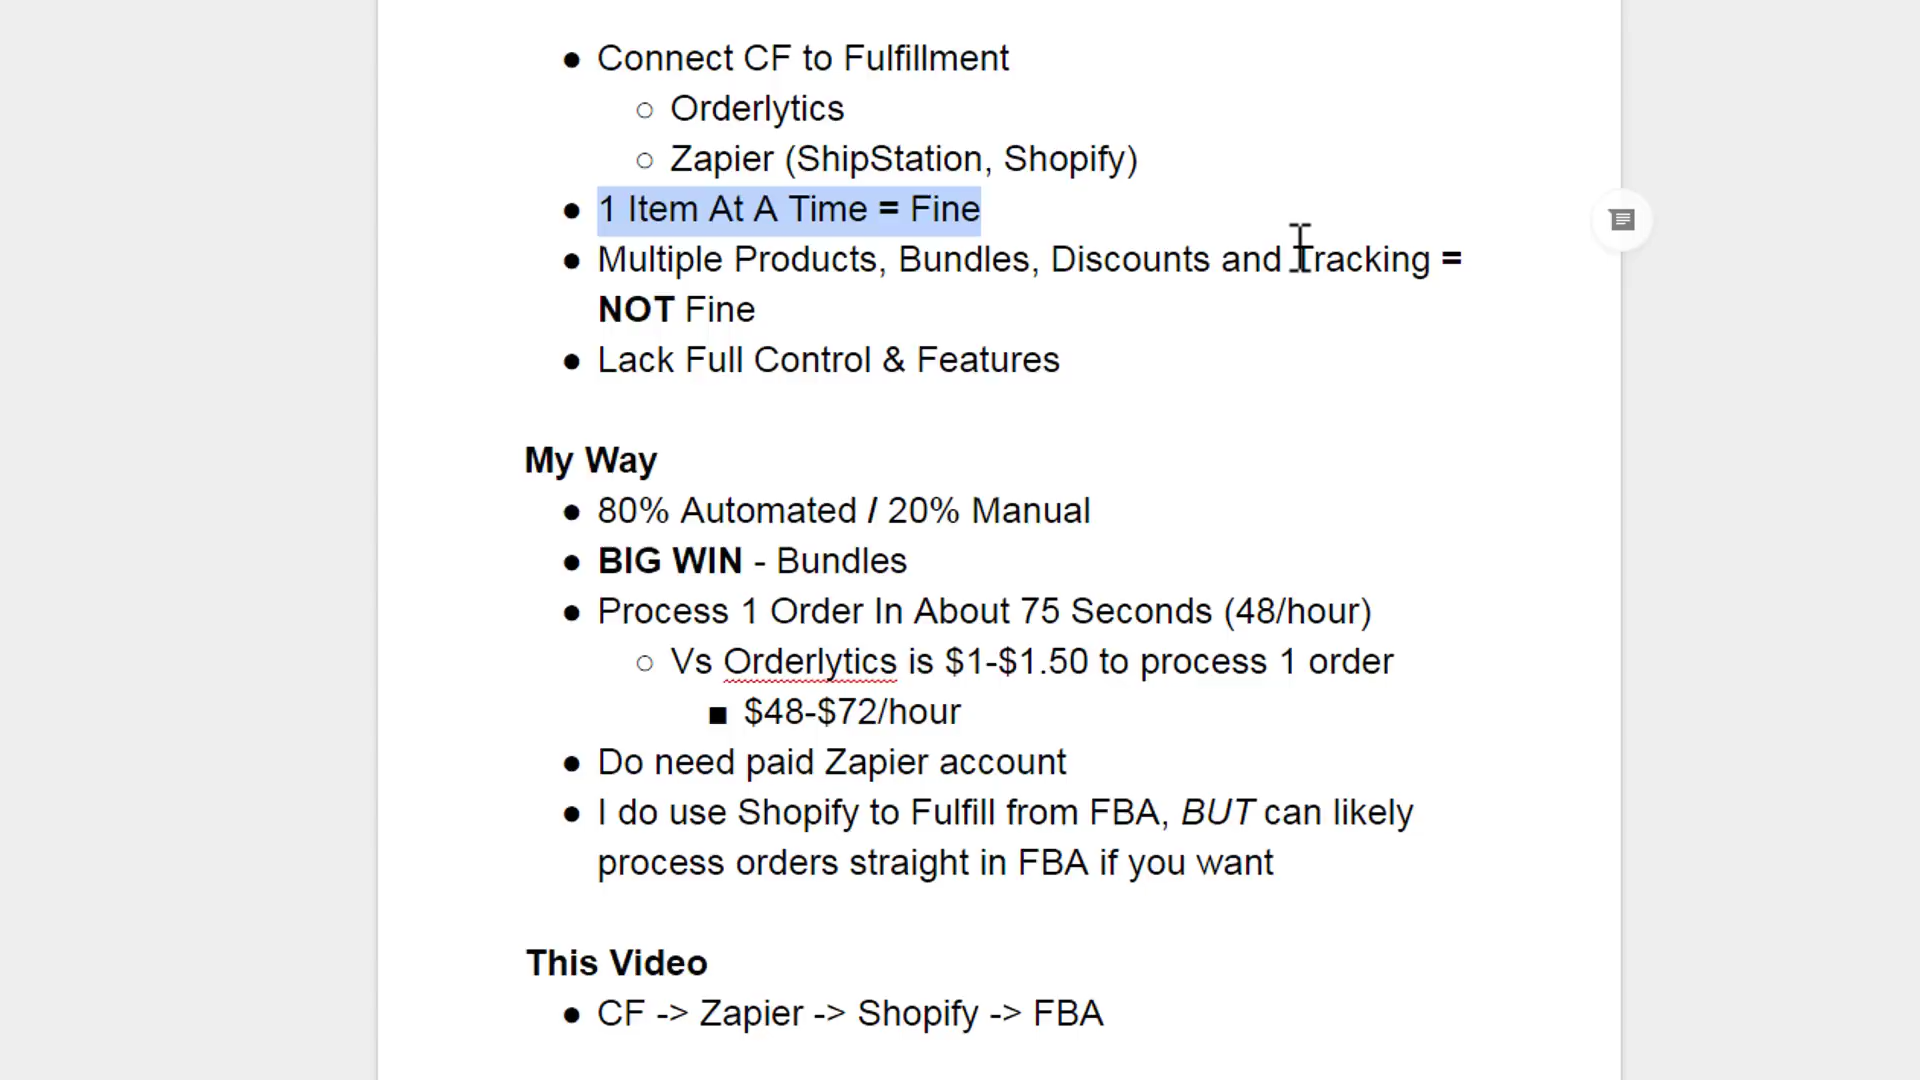 ● Connect CF to Fulfillment
○ Orderlytics
○ Zapier (ShipStation, Shopify)
● 1 Item At A Time = Fine
● Multiple Products, Bundles, Discounts and Tracking =
NOT Fine
● Lack Full Control & Features
My Way
● 80% Automated / 20% Manual
● BIG WIN - Bundles
● Process 1 Order In About 75 Seconds (48/hour)
○ Vs Orderlytics is $1-$1.50 to process 1 order
■ $48-$72/hour
● Do need paid Zapier account
● I do use Shopify to Fulfill from FBA, BUT can likely
process orders straight in FBA if you want
This Video
● CF -> Zapier -> Shopify -> FBA